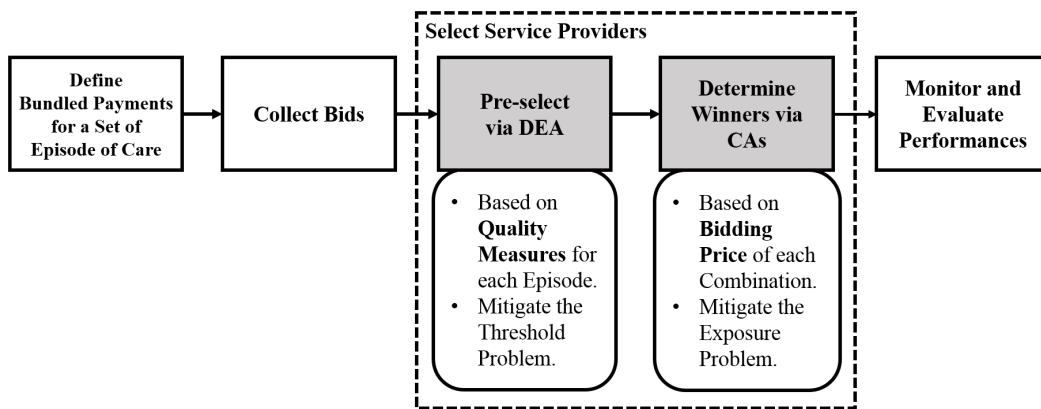 Select Service Providers
Define
Bundled Payments
for a Set of
Episode of Care
Collect Bids
Pre-select
via DEA
Determine
Winners via
CAs
Monitor and
Evaluate
Performances
• Based on
Quality
Measures for
each Episode.
• Mitigate the
Threshold
Problem.
• Based on
Bidding
Price of each
Combination.
• Mitigate the
Exposure
Problem.